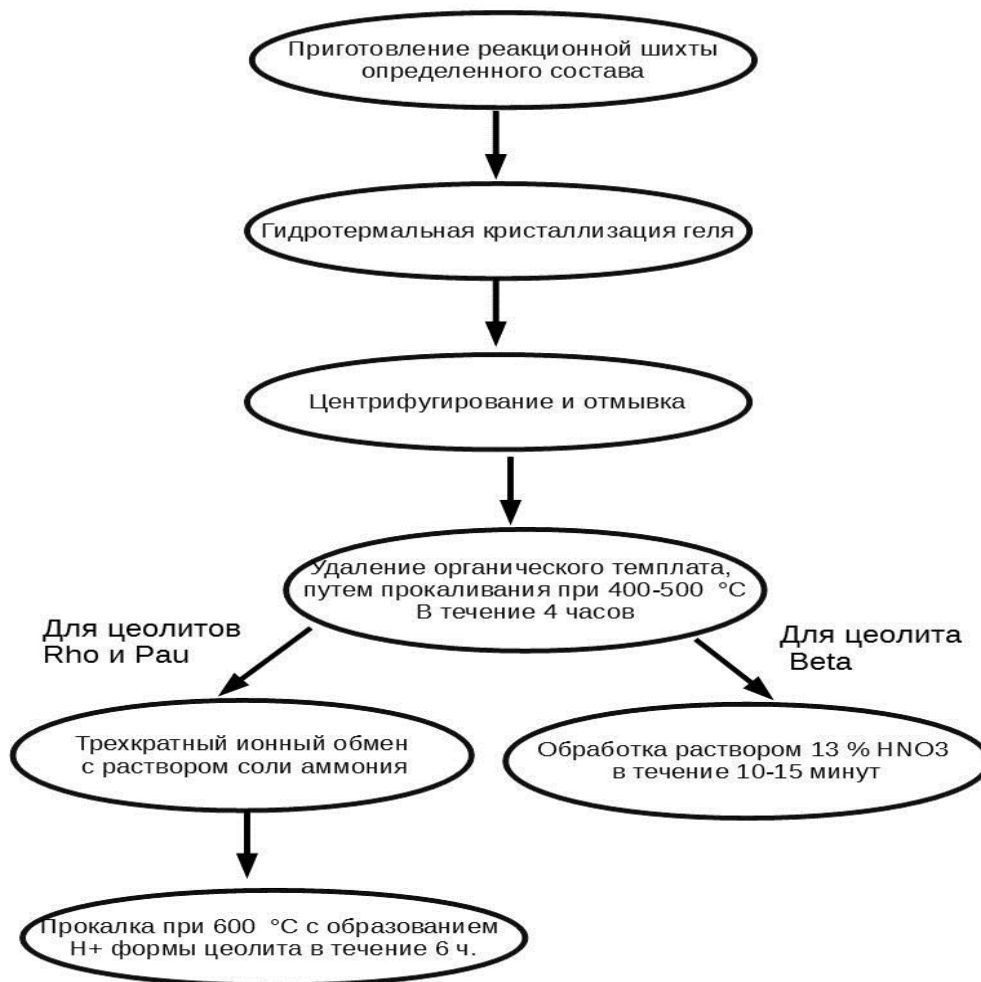 Приготовление реакционной шихты
определенного состава
Гидротермальная кристаллизация геля
Центрифугирование и отмывка
Удаление органического темплата,
путем прокаливания при 400-500 °C
В течение 4 часов
Для цеолитов
Rho и Pau
Для цеолита
Beta
Трехкратный ионный обмен
с раствором соли аммония
Обработка раствором 13 % HNO3
в течение 10-15 минут
Прокалка при 600 °C с образованием
H+ формы цеолита в течение 6 ч.